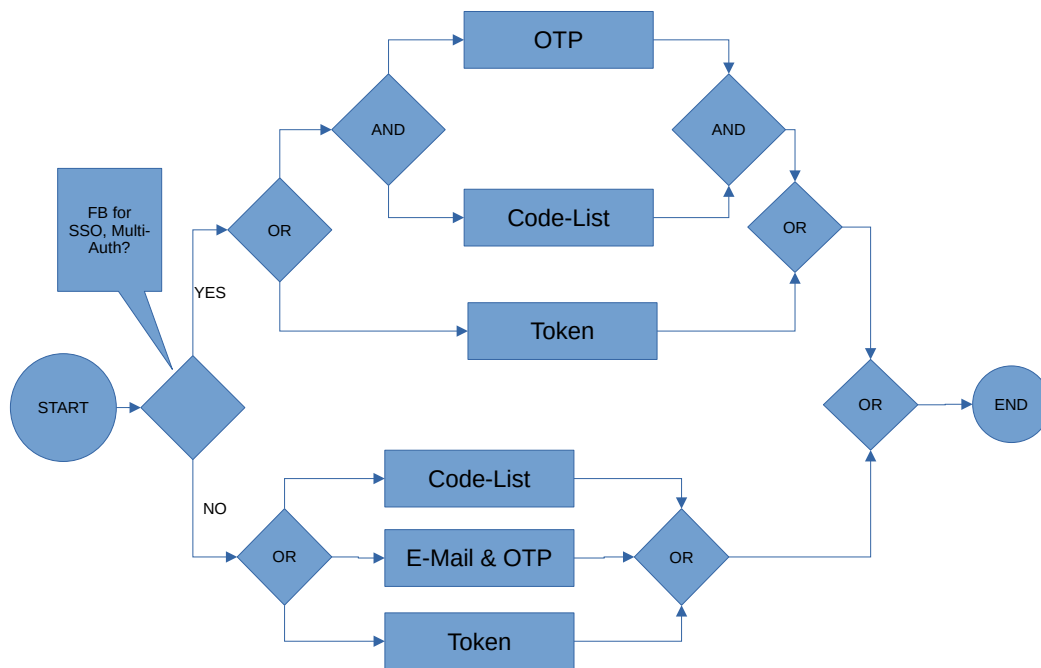 OTP
AND
AND
FB for
SSO, Multi-
Auth?
Code-List
OR
OR
YES
Token
START
OR
END
Code-List
NO
OR
E-Mail & OTP
OR
Token